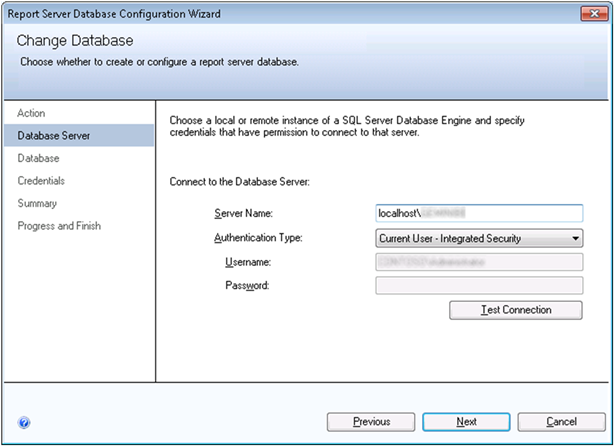 Report Server Database Configuration Wizard
Change Database
Choose whether to create or configure a report server database.
Action
Database Server
Database
Credentials
Summary
Progress and Finish
Choose a local or remote instance of a SQL Server Database Engine and specify
credentials that have permission to connect to that server.
Connect to the Database Server:
Server Name:
localhost\
Authentication Type:
Current User - Integrated Security
Username:
Password:
Test Connection
Previous
Next
Cancel